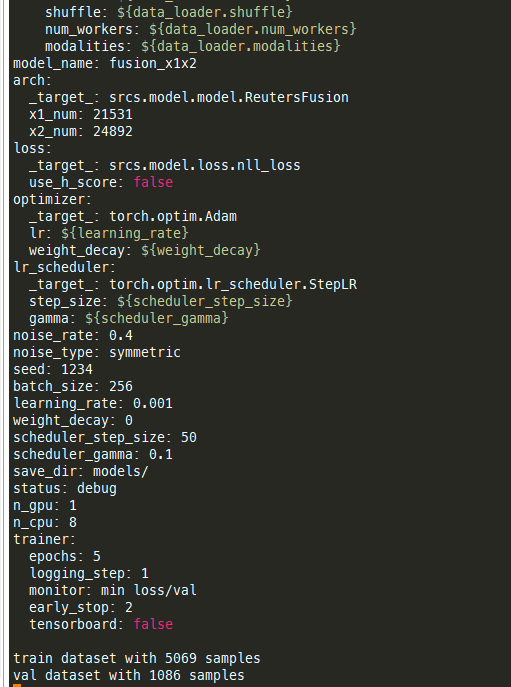 shuffle: ${data_loader.shuffle}
num_workers: ${data_loader.num_workers}
modalities: ${data_loader.modalities}
model_name: fusion_x1x2
arch:
_target_: srcs.model.model.ReutersFusion
x1_num: 21531
x2_num: 24892
loss:
_target_: srcs.model.loss.nll_loss
use_h_score: false
optimizer:
_target_: torch.optim.Adam
lr: ${learning_rate}
weight_decay: ${weight_decay}
lr_scheduler:
_target_: torch.optim.lr_scheduler.StepLR
step_size: ${scheduler_step_size}
gamma: ${scheduler_gamma}
noise_rate: 0.4
noise_type: symmetric
seed: 1234
batch_size: 256
learning_rate: 0.001
weight_decay: 0
scheduler_step_size: 50
scheduler_gamma: 0.1
save_dir: models/
status: debug
n_gpu: 1
n_cpu: 8
trainer:
epochs: 5
logging_step: 1
monitor: min loss/val
early_stop: 2
tensorboard: false
train dataset with 5069 samples
val dataset with 1086 samples